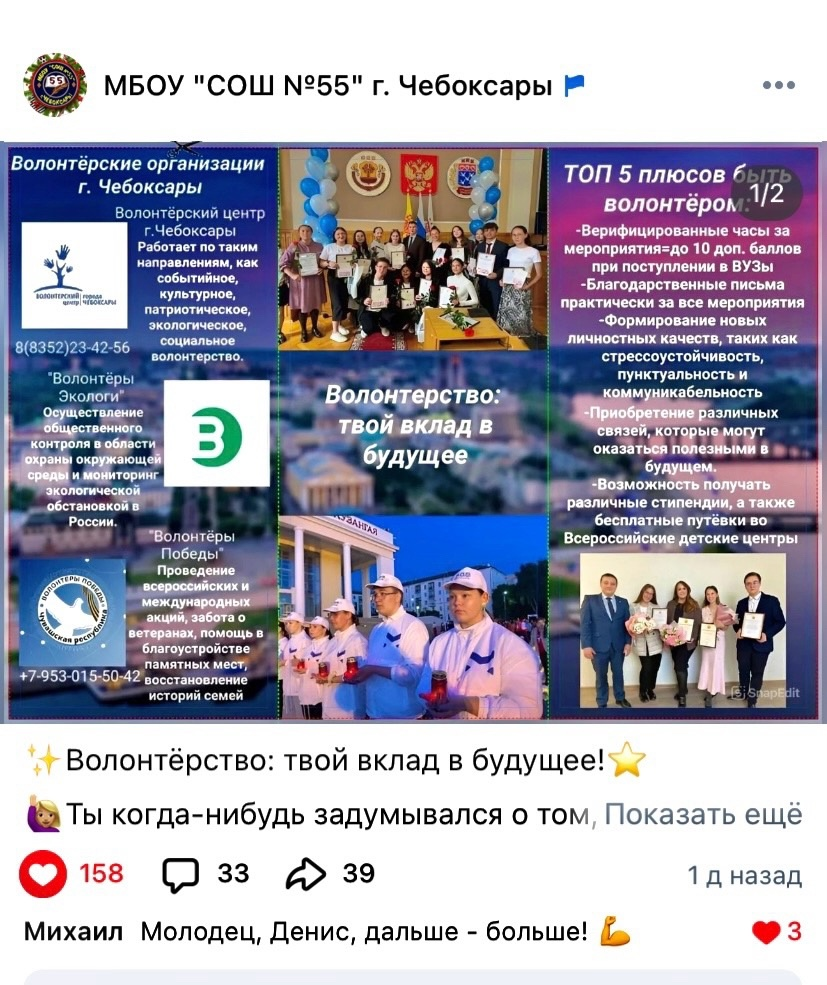 МБОУ "СОШ №55" г. Чебоксары
Волонтёрские организации
г. Чебоксары
Волонтёрский центр
г.Чебоксары
Работает по таким
направлениям, как
событийное,
культурное,
патриотическое,
экологическое,
социальное
волонтерство.
ВОЛОНТЕРСКИЙ центр города ЧЕБОКСАРЫ
8(8352)23-42-56
"Волонтёры
Экологи"
Осуществление
общественного
контроля в области
охраны окружающей
среды и мониторинг
экологической
обстановкой в
России.
В
"Волонтёры
Победы"
Проведение
всероссийских и
международных
акций, забота о
ветеранах, помощь в
благоустройстве
памятных мест,
восстановление
историй семей
ВОЛОНТЕРЫ ПОБЕДЫ
Чувашская республика
+7-953-015-50-42
Волонтерство:
твой вклад в
будущее
ТОП 5 плюсов быть
волонтёром:
1/2
-Верифицированные часы за
мероприятия=до 10 доп. баллов
при поступлении в ВУЗы
-Благодарственные письма
практически за все мероприятия
-Формирование новых
личностных качеств, таких как
стрессоустойчивость,
пунктуальность и
коммуникабельность
-Приобретение различных
связей, которые могут
оказаться полезными в
будущем.
-Возможность получать
различные стипендии, а также
бесплатные путёвки во
Всероссийские детские центры
SnapEdit
✨Волонтёрство: твой вклад в будущее!⭐
🙋🏼‍♀️Ты когда-нибудь задумывался о том, Показать ещё
158 33 39 1 д назад
Михаил Молодец, Денис, дальше - больше! 💪 3